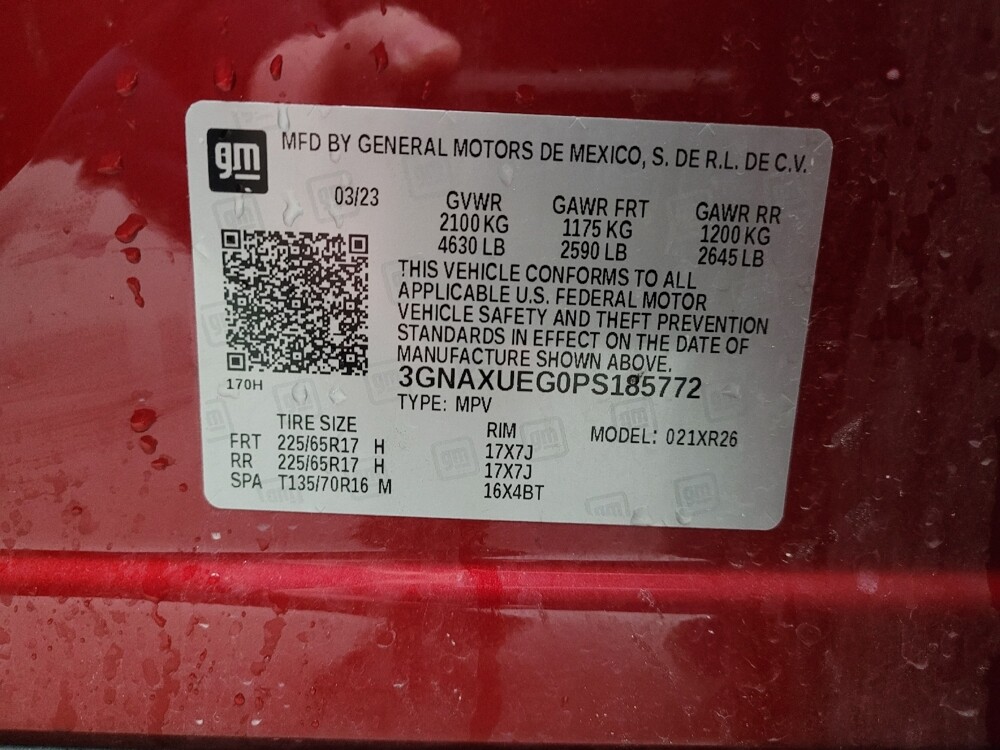 gm
MFD BY GENERAL MOTORS DE MEXICO, S. DE R.L. DE C.V.
03/23 GVWR GAWR FRT GAWR RR
2100 KG 1175 KG 1200 KG
4630 LB 2590 LB 2645 LB
THIS VEHICLE CONFORMS TO ALL
APPLICABLE U.S. FEDERAL MOTOR
VEHICLE SAFETY AND THEFT PREVENTION
STANDARDS IN EFFECT ON THE DATE OF
MANUFACTURE SHOWN ABOVE.
170H
3GNAXUEG0PS185772
TYPE: MPV
TIRE SIZE RIM MODEL: 021XR26
FRT 225/65R17 H 17X7J
RR 225/65R17 H 17X7J
SPA T135/70R16 M 16X4BT